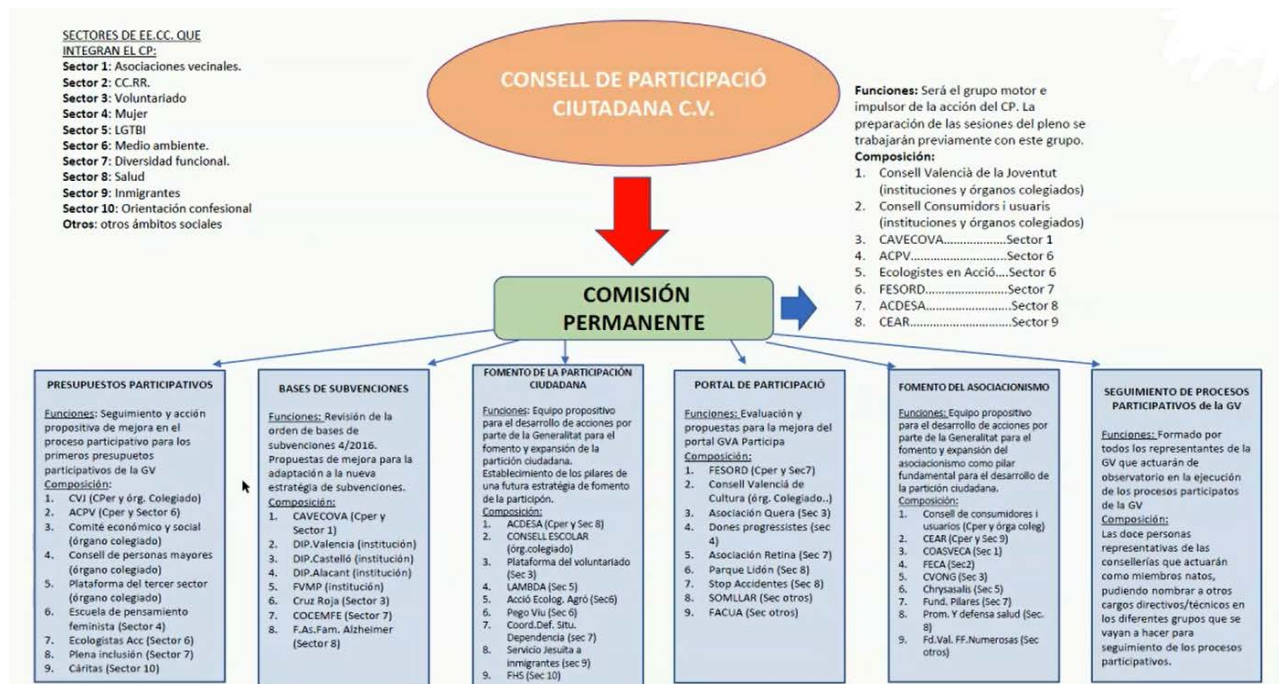 SECTORES DE EE.CC. QUE
INTEGRAN EL CP:
Sector 1: Asociaciones vecinales.
Sector 2: CC.RR.
Sector 3: Voluntariado
Sector 4: Mujer
Sector 5: LGTBI
Sector 6: Medio ambiente.
Sector 7: Diversidad funcional.
Sector 8: Salud
Sector 9: Inmigrantes
Sector 10: Orientación confesional
Otros: otros ámbitos sociales
CONSELL DE PARTICIPACIÓ
CIUTADANA C.V.
Funciones: Será el grupo motor e
impulsor de la acción del CP. La
preparación de las sesiones del pleno se
trabajarán previamente con este grupo.
Composición:
1. Consell Valencià de la Joventut
(instituciones y órganos colegiados)
2. Consell Consumidors i usuaris
(instituciones y órganos colegiados)
3. CAVECOVA...................Sector 1
4. ACPV.............................Sector 6
5. Ecologistes en Acció....Sector 6
6. FESORD.........................Sector 7
7. ACDESA.........................Sector 8
8. CEAR..............................Sector 9
COMISIÓN
PERMANENTE
PRESUPUESTOS PARTICIPATIVOS
Funciones: Seguimiento y acción
propositiva de mejora en el
proceso participativo para los
primeros presupuetos
participativos de la GV
Composición:
1. CVJ (CPer y órg. Colegiado)
2. ACPV (Cper y Sector 6)
3. Comité económico y social
(órgano colegiado)
4. Consell de personas mayores
(órgano colegiado)
5. Plataforma del tercer sector
(órgano colegiado)
6. Escuela de pensamiento
feminista (Sector 4)
7. Ecologistas Acc (Sector 6)
8. Plena inclusión (Sector 7)
9. Cáritas (Sector 10)
BASES DE SUBVENCIONES
Funciones: Revisión de la
orden de bases de
subvenciones 4/2016.
Propuestas de mejora para la
adaptación a la nueva
estratégia de subvenciones.
Composición:
1. CAVECOVA (Cper y
Sector 1)
2. DIP.Valencia (institución)
3. DIP.Castelló (institución)
4. DIP.Alacant (institución)
5. FVMP (institución)
6. Cruz Roja (Sector 3)
7. COCEMFE (Sector 7)
8. F.As.Fam. Alzheimer
(Sector 8)
FOMENTO DE LA PARTICIPACIÓN
CIUDADANA
Funciones: Equipo propositivo
para el desarrollo de acciones por
parte de la Generalitat para el
fomento y expansión de la
partición ciudadana.
Establecimiento de los pilares de
una futura estratégia de fomento
de la participón.
Composición:
1. ACDESA (Cper y Sec 8)
2. CONSELL ESCOLAR
(órg.colegiado)
3. Plataforma del voluntariado
(Sec 3)
4. LAMBDA (Sec 5)
5. Acció Ecolog. Agró (Sec6)
6. Pego Viu (Sec 6)
7. Coord.Def. Situ.
Dependencia (sec 7)
8. Servicio Jesuita a
inmigrantes (sec 9)
9. FHS (Sec 10)
PORTAL DE PARTICIPACIÓ
Funciones: Evaluación y
propuestas para la mejora del
portal GVA Participa
Composición:
1. FESORD (Cper y Sec7)
2. Consell Valenciá de
Cultura (órg. Colegiado..)
3. Asociación Quera (Sec 3)
4. Dones progressistes (sec
4)
5. Asociación Retina (Sec 7)
6. Parque Lidón (Sec 8)
7. Stop Accidentes (Sec 8)
8. SOMLLAR (Sec otros)
9. FACUA (Sec otros)
FOMENTO DEL ASOCIACIONISMO
Funciones: Equipo propositivo
para el desarrollo de acciones por
parte de la Generalitat para el
fomento y expansión del
asociacionismo como pilar
fundamental para el desarrollo de
la partición ciudadana.
Composición:
1. Consell de consumidores i
usuarios (Cper y órga coleg)
2. CEAR (Cper y Sec 9)
3. COASVECA (Sec 1)
4. FECA (Sec2)
5. CVONG (Sec 3)
6. Chrysasalis (Sec 5)
7. Fund. Pilares (Sec 7)
8. Prom. Y defensa salud (Sec.
8)
9. Fd.Val. FF.Numerosas (Sec
otros)
SEGUIMIENTO DE PROCESOS
PARTICIPATIVOS de la GV
Funciones: Formado por
todos los representantes de la
GV que actuarán de
observatorio en la ejecución
de los procesos participatos
de la GV
Composición:
Las doce personas
representativas de las
consellerías que actuarán
como miembros natos,
pudiendo nombrar a otros
cargos directivos/técnicos en
los diferentes grupos que se
vayan a hacer para
seguimiento de los procesos
participativos.